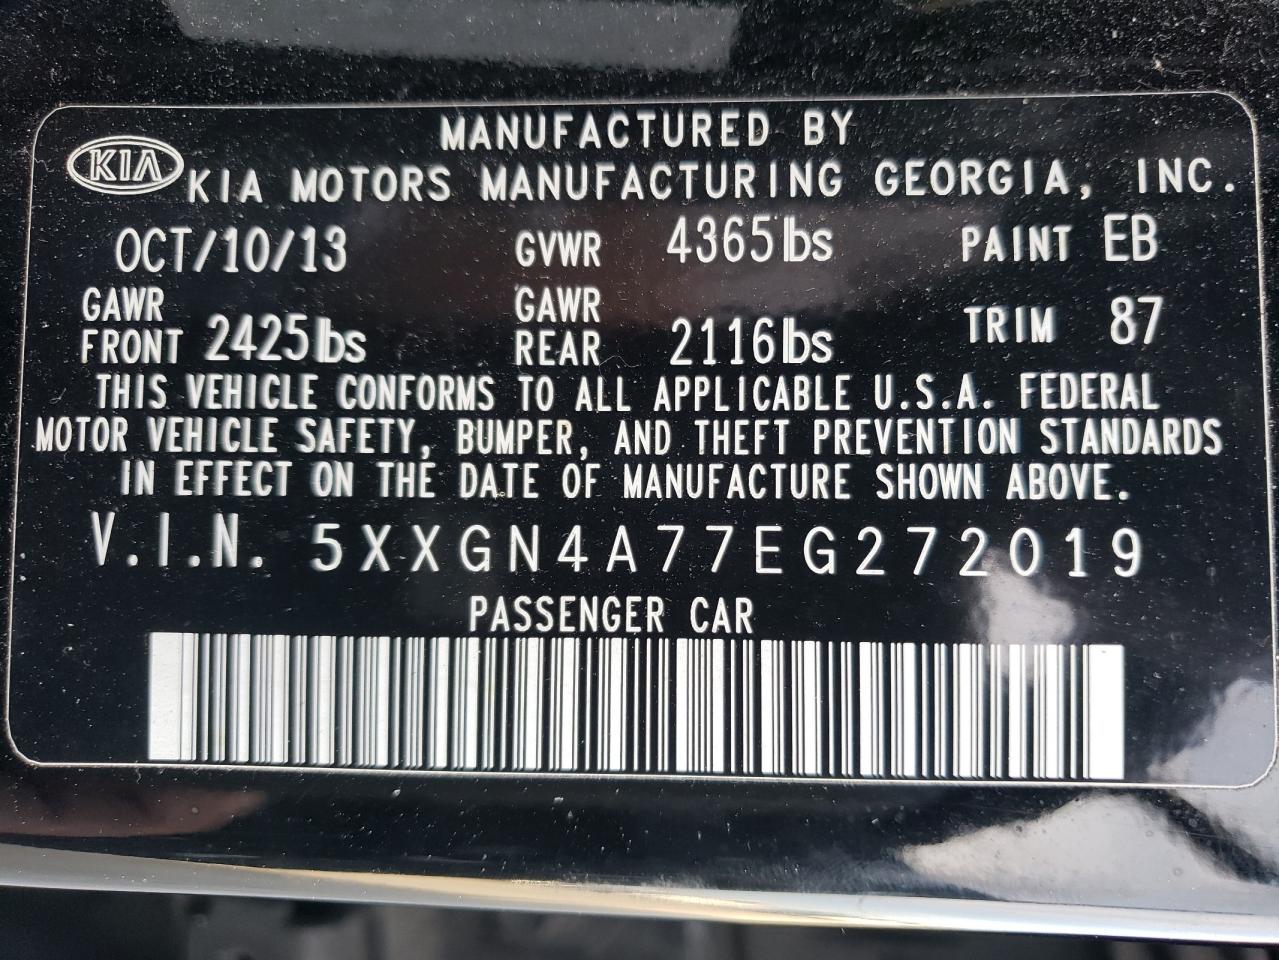 MANUFACTURED BY
KIA KIA MOTORS MANUFACTURING GEORGIA, INC.
OCT/10/13 GVWR 4365lbs PAINT EB
GAWR FRONT 2425lbs GAWR REAR 2116lbs TRIM 87
THIS VEHICLE CONFORMS TO ALL APPLICABLE U.S.A. FEDERAL
MOTOR VEHICLE SAFETY, BUMPER, AND THEFT PREVENTION STANDARDS
IN EFFECT ON THE DATE OF MANUFACTURE SHOWN ABOVE.
V.I.N. 5XXGN4A77EG272019
PASSENGER CAR